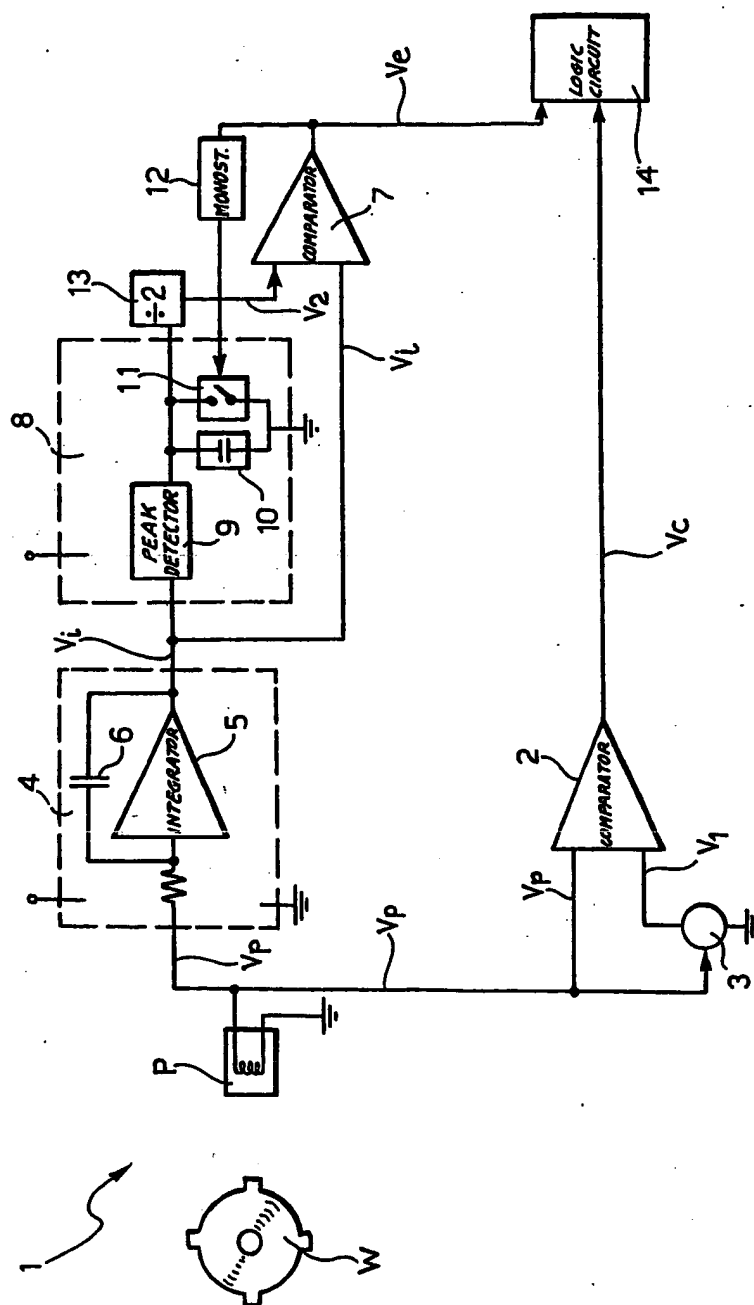 1
W
P
Vp
4
6
INTEGRATOR
5
Vi
8
PEAK
DETECTOR
9
10
11
13
÷2
12
MONOST.
V2
Vi
COMPARATOR
7
Ve
Vp
Vp
3
V1
2
COMPARATOR
Vc
LOGIC
CIRCUIT
14